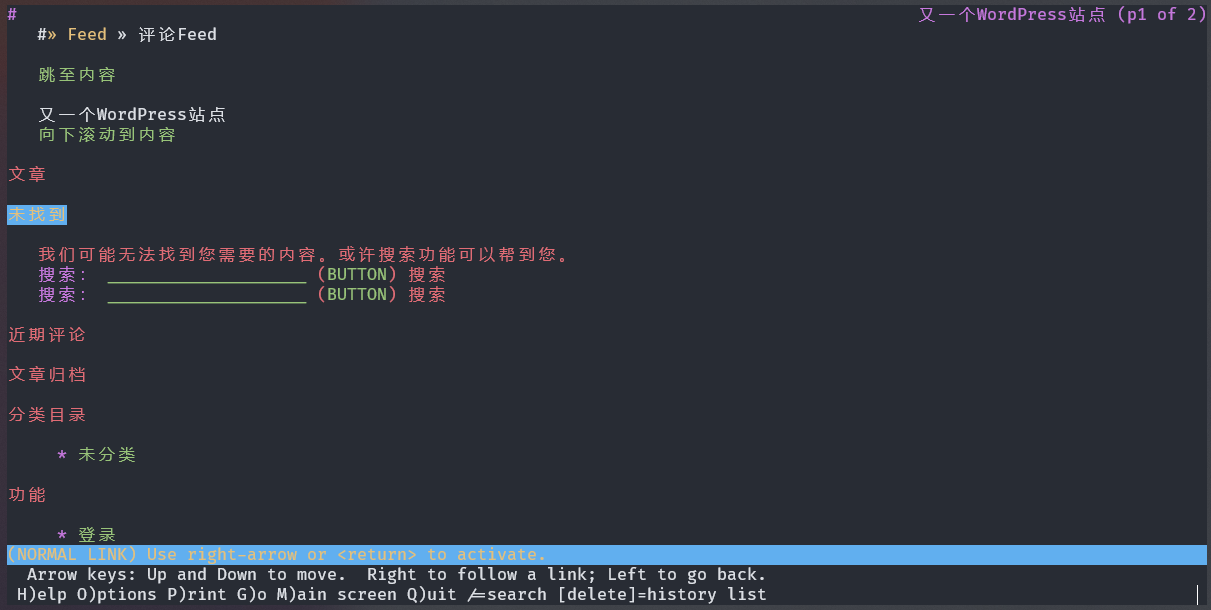 #
又一个WordPress站点 (p1 of 2)
#» Feed » 评论Feed
跳至内容
又一个WordPress站点
向下滚动到内容
文章
未找到
我们可能无法找到您需要的内容。或许搜索功能可以帮到您。
搜索: ____________________ (BUTTON) 搜索
搜索: ____________________ (BUTTON) 搜索
近期评论
文章归档
分类目录
* 未分类
功能
* 登录
(NORMAL LINK) Use right-arrow or <return> to activate.
Arrow keys: Up and Down to move.  Right to follow a link; Left to go back.
H)elp O)ptions P)rint G)o M)ain screen Q)uit /=search [delete]=history list